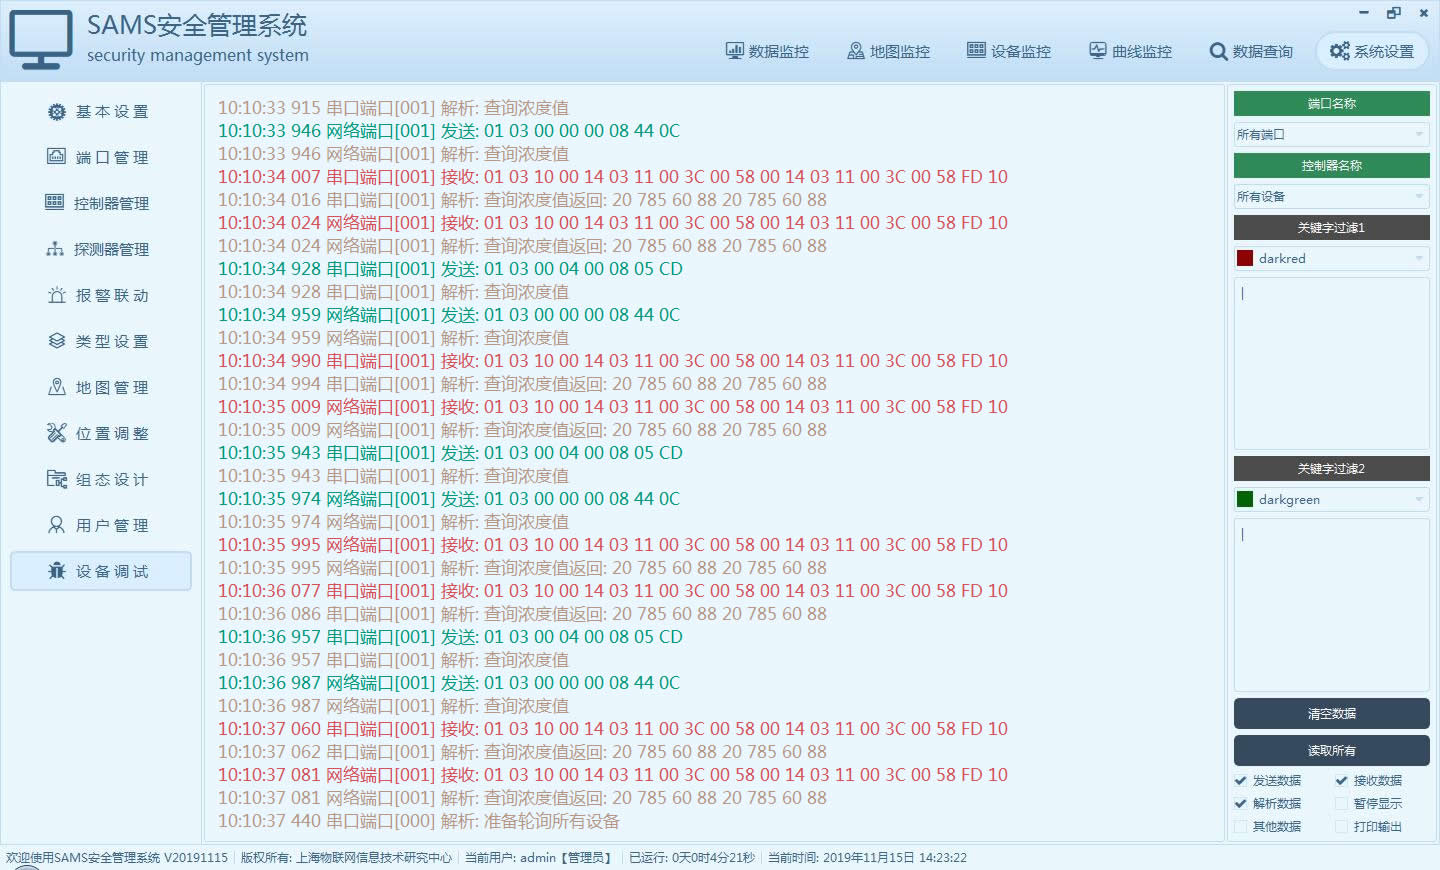 SAMS安全管理系统
security management system
数据监控
地图监控
设备监控
曲线监控
数据查询
系统设置
基本设置
端口管理
控制器管理
探测器管理
报警联动
类型设置
地图管理
位置调整
组态设计
用户管理
设备调试
10:10:33 915 串口端口[001] 解析: 查询浓度值
10:10:33 946 网络端口[001] 发送: 01 03 00 00 00 08 44 0C
10:10:33 946 网络端口[001] 解析: 查询浓度值
10:10:34 007 串口端口[001] 接收: 01 03 10 00 14 03 11 00 3C 00 58 00 14 03 11 00 3C 00 58 FD 10
10:10:34 016 串口端口[001] 解析: 查询浓度值返回: 20 785 60 88 20 785 60 88
10:10:34 024 网络端口[001] 接收: 01 03 10 00 14 03 11 00 3C 00 58 00 14 03 11 00 3C 00 58 FD 10
10:10:34 024 网络端口[001] 解析: 查询浓度值返回: 20 785 60 88 20 785 60 88
10:10:34 928 串口端口[001] 发送: 01 03 00 04 00 08 05 CD
10:10:34 928 串口端口[001] 解析: 查询浓度值
10:10:34 959 网络端口[001] 发送: 01 03 00 00 00 08 44 0C
10:10:34 959 网络端口[001] 解析: 查询浓度值
10:10:34 990 串口端口[001] 接收: 01 03 10 00 14 03 11 00 3C 00 58 00 14 03 11 00 3C 00 58 FD 10
10:10:34 994 串口端口[001] 解析: 查询浓度值返回: 20 785 60 88 20 785 60 88
10:10:35 009 网络端口[001] 接收: 01 03 10 00 14 03 11 00 3C 00 58 00 14 03 11 00 3C 00 58 FD 10
10:10:35 009 网络端口[001] 解析: 查询浓度值返回: 20 785 60 88 20 785 60 88
10:10:35 943 串口端口[001] 发送: 01 03 00 04 00 08 05 CD
10:10:35 943 串口端口[001] 解析: 查询浓度值
10:10:35 974 网络端口[001] 发送: 01 03 00 00 00 08 44 0C
10:10:35 974 网络端口[001] 解析: 查询浓度值
10:10:35 995 网络端口[001] 接收: 01 03 10 00 14 03 11 00 3C 00 58 00 14 03 11 00 3C 00 58 FD 10
10:10:35 995 网络端口[001] 解析: 查询浓度值返回: 20 785 60 88 20 785 60 88
10:10:36 077 串口端口[001] 接收: 01 03 10 00 14 03 11 00 3C 00 58 00 14 03 11 00 3C 00 58 FD 10
10:10:36 086 串口端口[001] 解析: 查询浓度值返回: 20 785 60 88 20 785 60 88
10:10:36 957 串口端口[001] 发送: 01 03 00 04 00 08 05 CD
10:10:36 957 串口端口[001] 解析: 查询浓度值
10:10:36 987 网络端口[001] 发送: 01 03 00 00 00 08 44 0C
10:10:36 987 网络端口[001] 解析: 查询浓度值
10:10:37 060 串口端口[001] 接收: 01 03 10 00 14 03 11 00 3C 00 58 00 14 03 11 00 3C 00 58 FD 10
10:10:37 062 串口端口[001] 解析: 查询浓度值返回: 20 785 60 88 20 785 60 88
10:10:37 081 网络端口[001] 接收: 01 03 10 00 14 03 11 00 3C 00 58 00 14 03 11 00 3C 00 58 FD 10
10:10:37 081 网络端口[001] 解析: 查询浓度值返回: 20 785 60 88 20 785 60 88
10:10:37 440 串口端口[000] 解析: 准备轮询所有设备
端口名称
所有端口
控制器名称
所有设备
关键字过滤1
darkred
关键字过滤2
darkgreen
清空数据
读取所有
发送数据
接收数据
解析数据
暂停显示
其他数据
打印输出
欢迎使用SAMS安全管理系统 V20191115
版权所有: 上海物联网信息技术研究中心
当前用户: admin【管理员】
已运行: 0天0时4分21秒
当前时间: 2019年11月15日 14:23:22